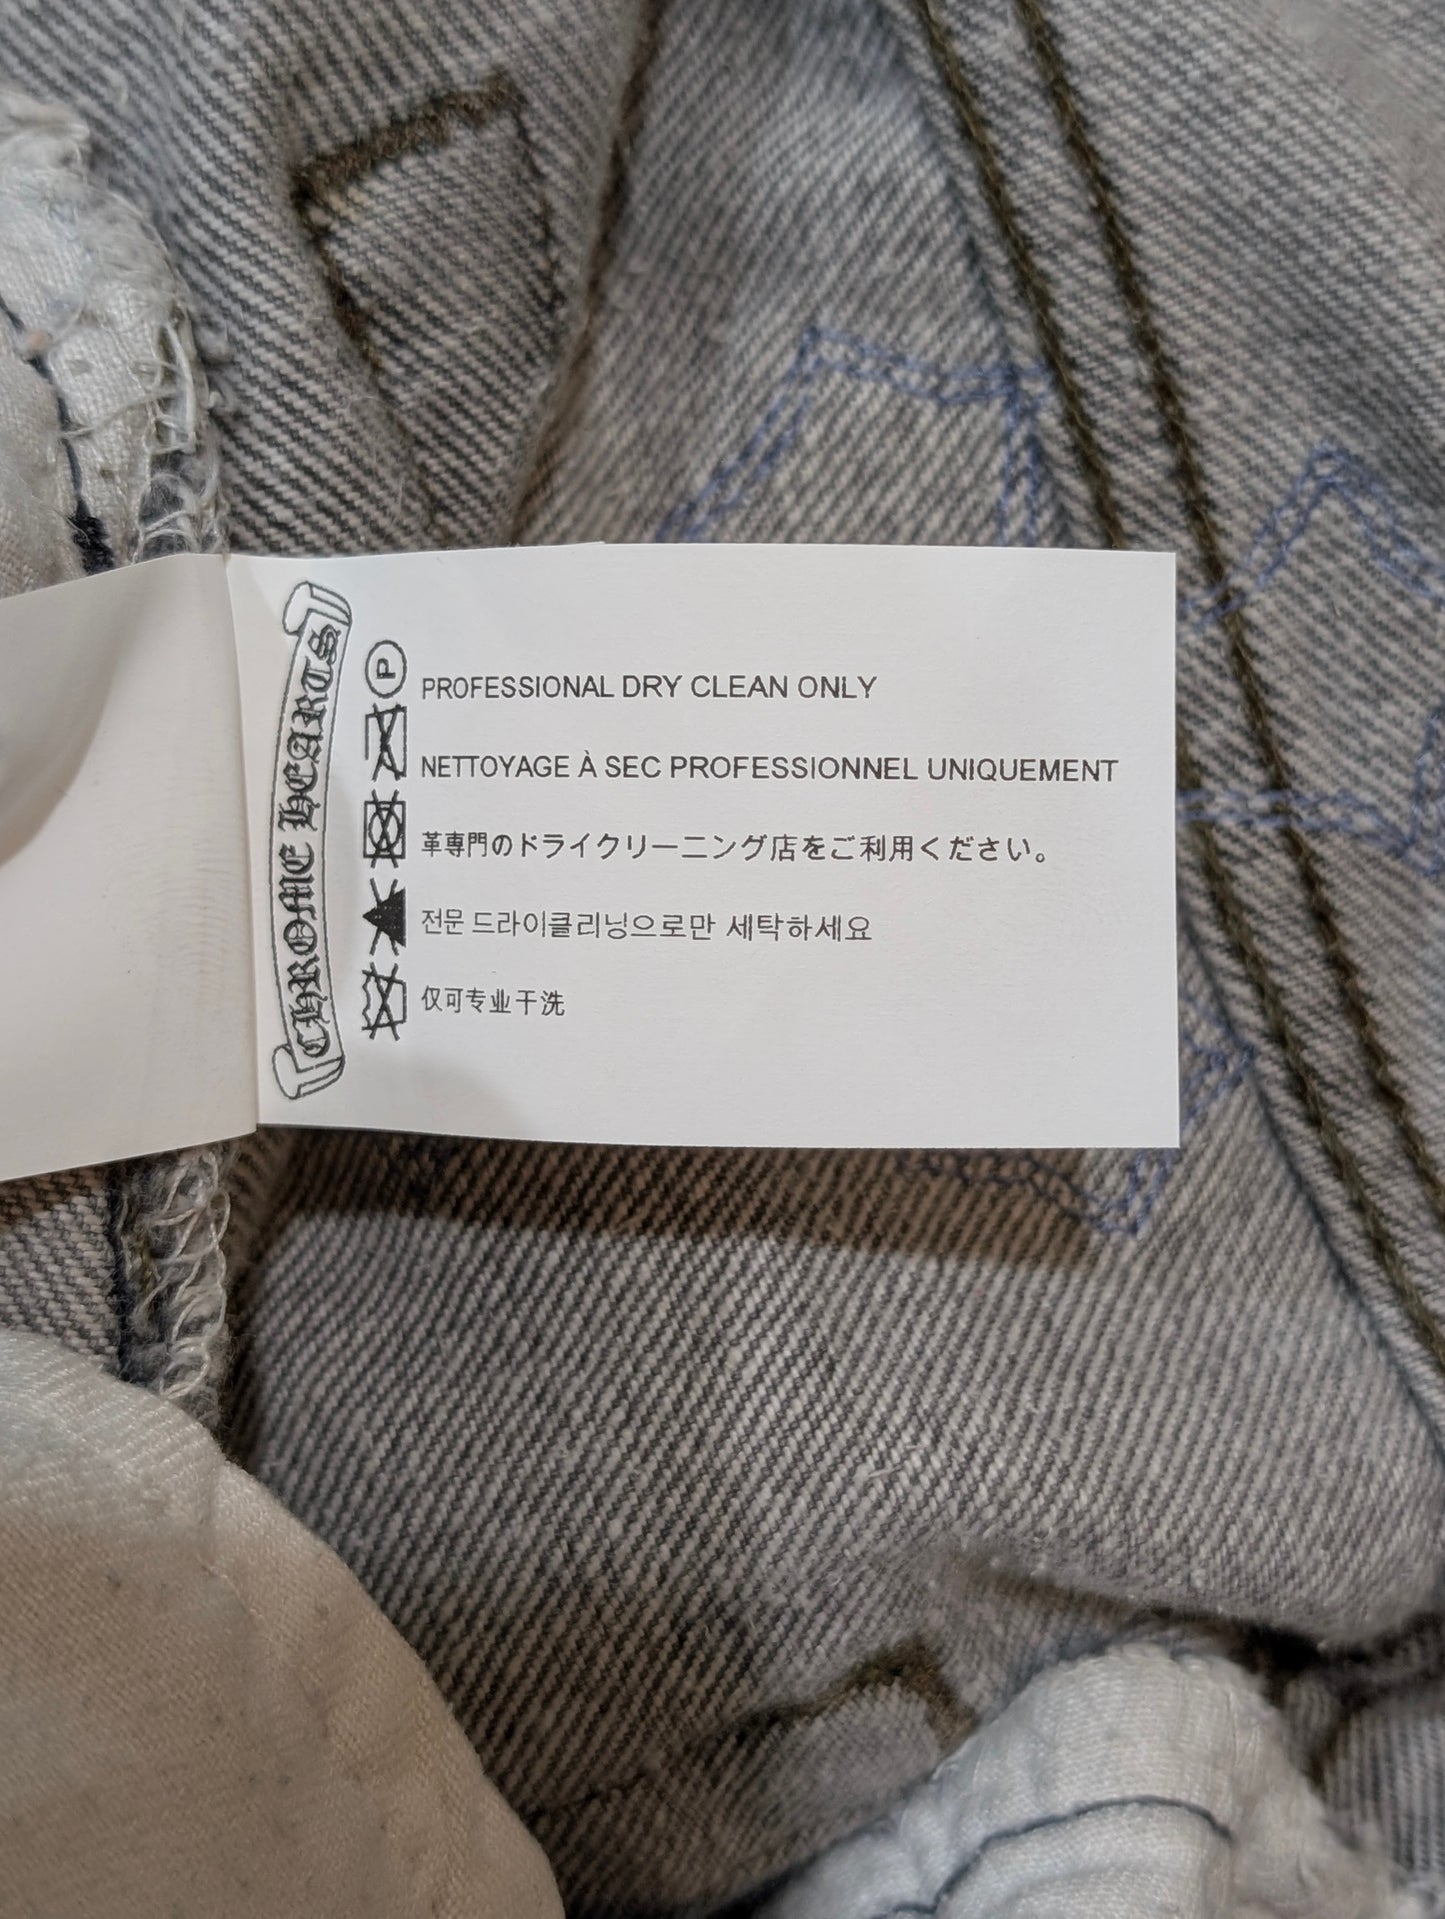 CHROME HEARTS
P
PROFESSIONAL DRY CLEAN ONLY
NETTOYAGE À SEC PROFESSIONNEL UNIQUEMENT
革専門のドライクリーニング店をご利用ください。
전문 드라이클리닝으로만 세탁하세요
仅可专业干洗